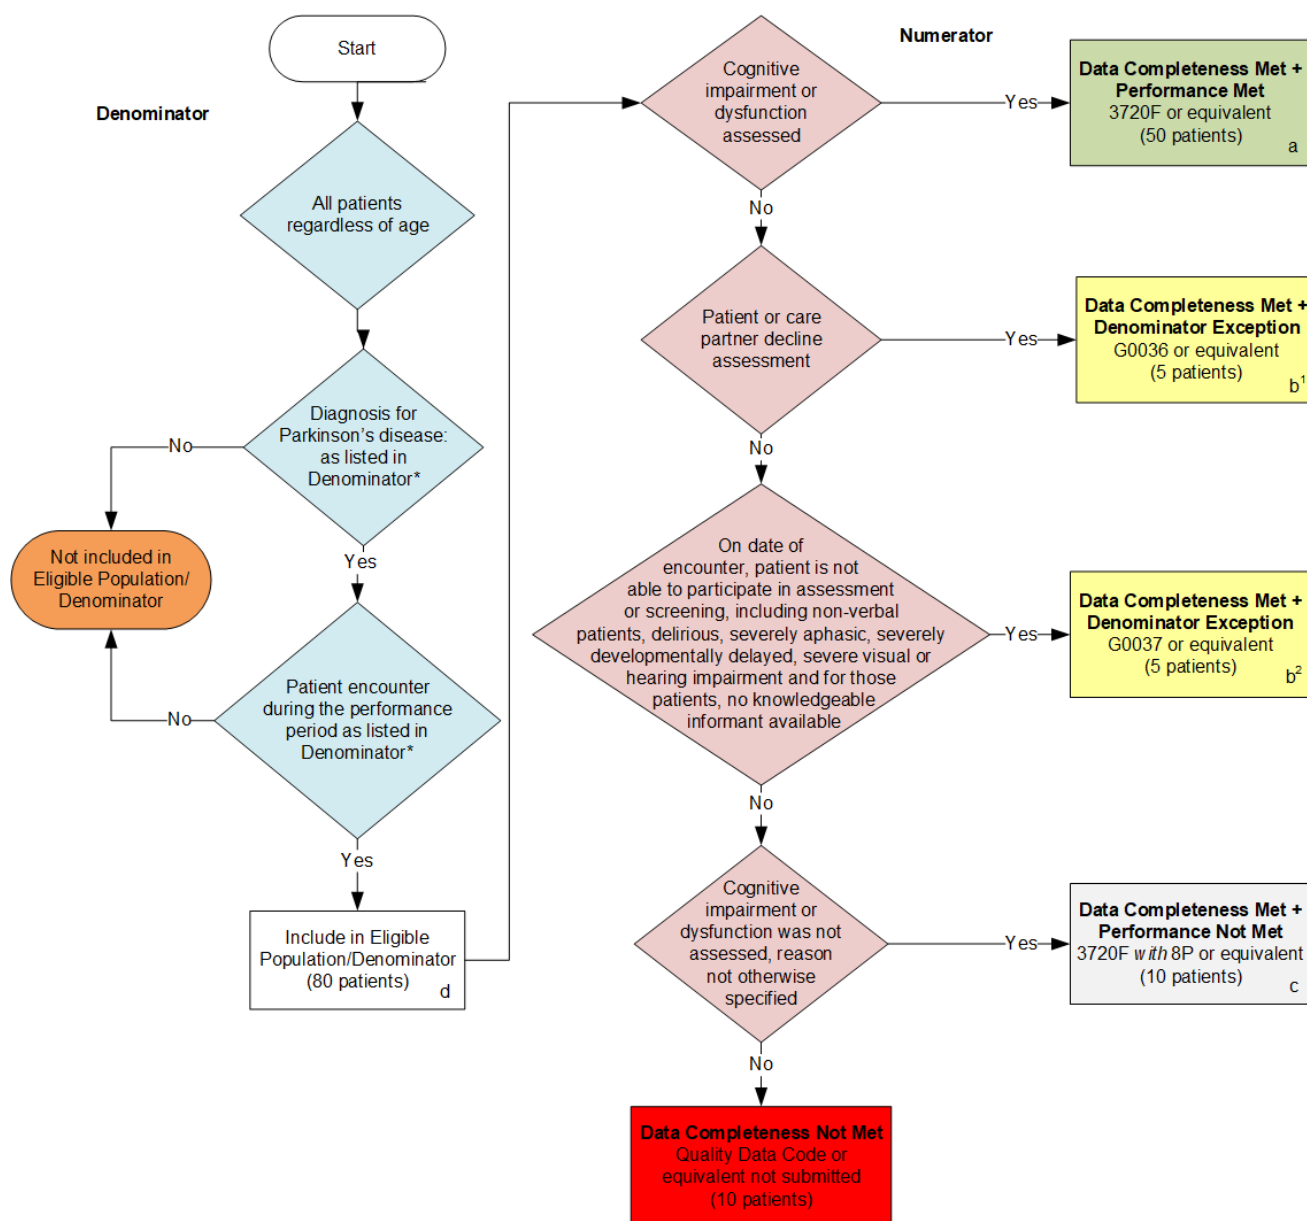 Start
Denominator
All patients
regardless of age
Diagnosis for
Parkinson's disease:
as listed in
Denominator*
No
Not included in
Eligible Population/
Denominator
Yes
Patient encounter
during the performance
period as listed in
Denominator*
No
Yes
Include in Eligible
Population/Denominator
(80 patients)
d
Numerator
Cognitive
impairment or
dysfunction
assessed
Yes
Data Completeness Met +
Performance Met
3720F or equivalent
(50 patients)
a
No
Patient or care
partner decline
assessment
Yes
Data Completeness Met +
Denominator Exception
G0036 or equivalent
(5 patients)
b¹
No
On date of
encounter, patient is not
able to participate in assessment
or screening, including non-verbal
patients, delirious, severely aphasic, severely
developmentally delayed, severe visual or
hearing impairment and for those
patients, no knowledgeable
informant available
Yes
Data Completeness Met +
Denominator Exception
G0037 or equivalent
(5 patients)
b²
No
Cognitive
impairment or
dysfunction was not
assessed, reason
not otherwise
specified
Yes
Data Completeness Met +
Performance Not Met
3720F with 8P or equivalent
(10 patients)
c
No
Data Completeness Not Met
Quality Data Code or
equivalent not submitted
(10 patients)